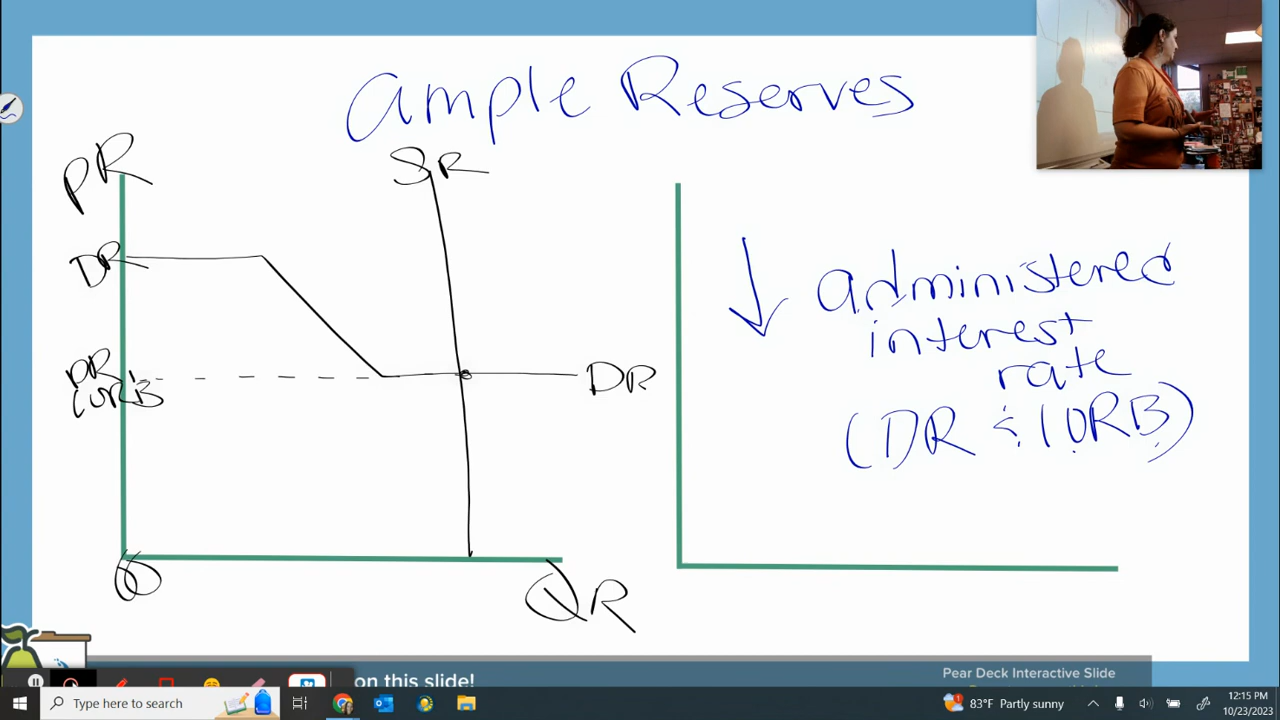 Ample Reserves
PR
SR
DR
PR
IORB
DR
0
QR
↓ administered
interest
rate
(DR & IORB)
on this slide!
Pear Deck Interactive Slide
Type here to search
83°F Partly sunny
12:15 PM
10/23/2023